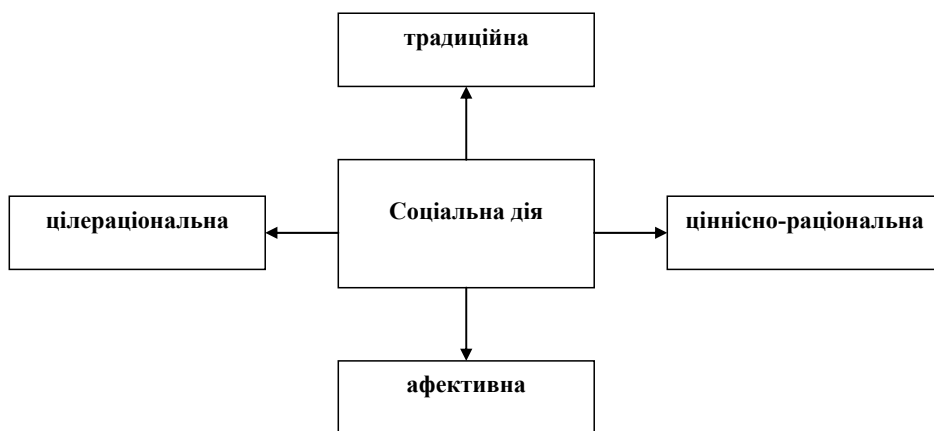 традиційна
цілераціональна
Соціальна дія
ціннісно-раціональна
афективна